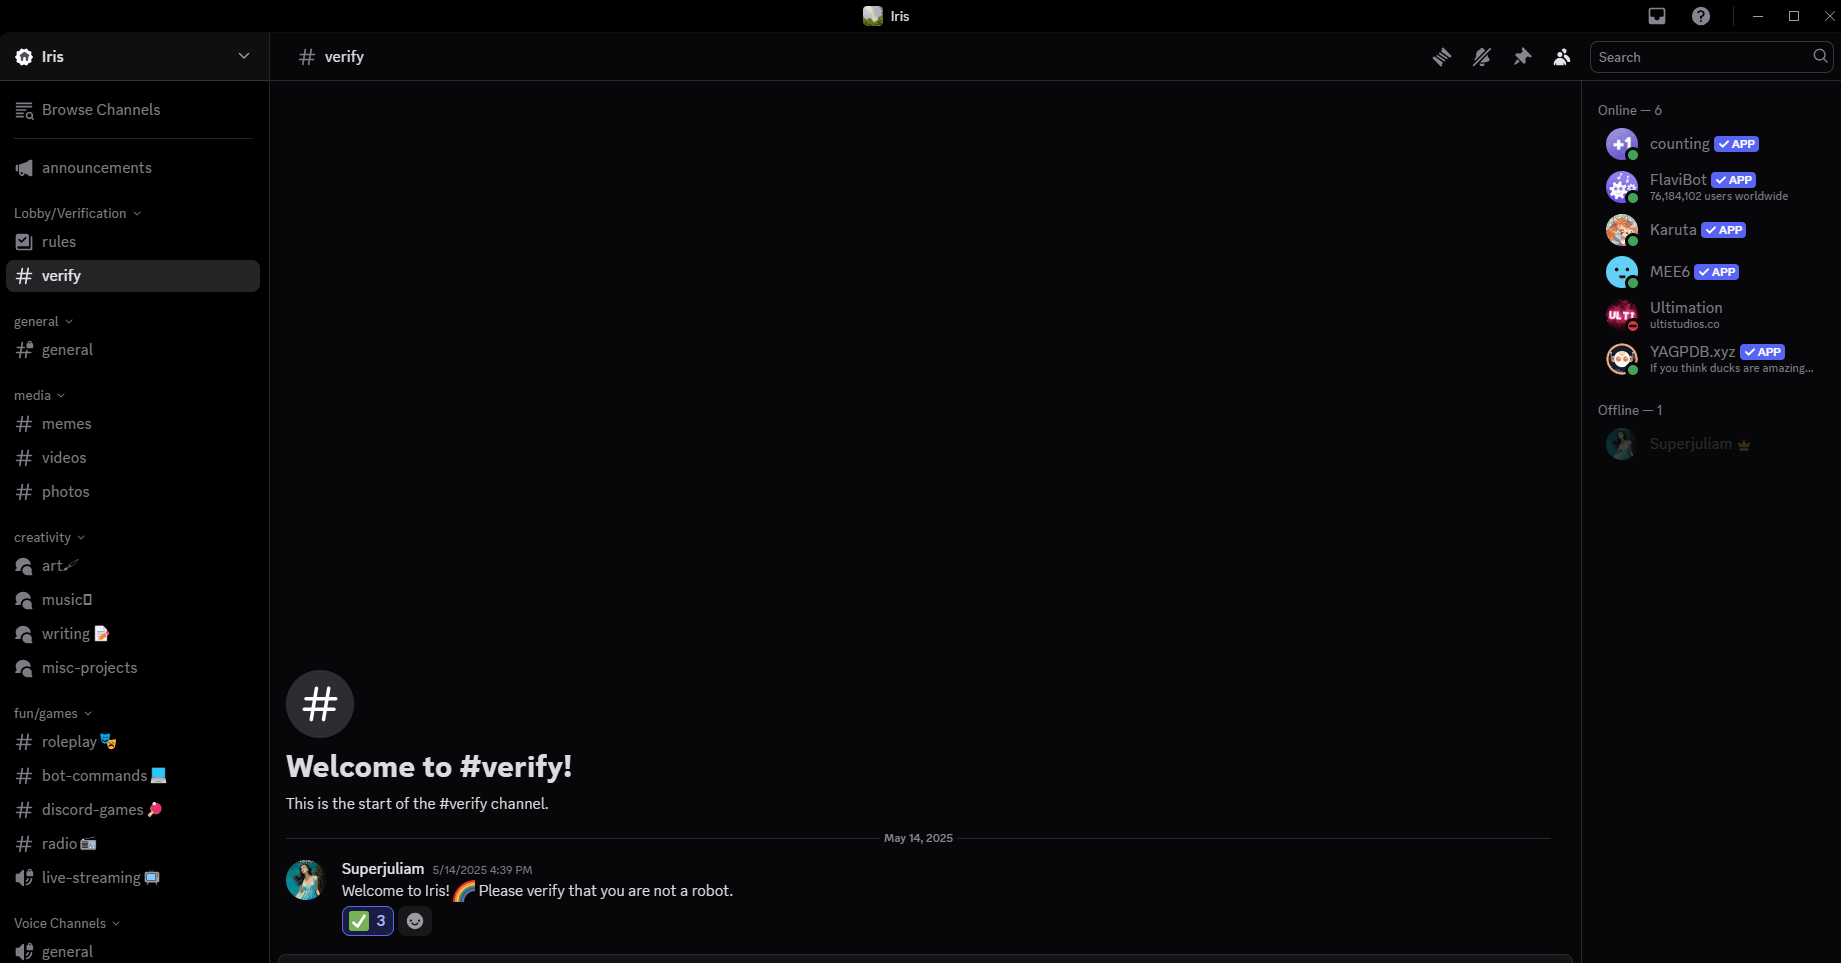 Iris
Iris
Browse Channels
announcements
Lobby/Verification
rules
verify
general
general
media
memes
videos
photos
creativity
art🖌
music
writing📝
misc-projects
fun/games
roleplay🎭
bot-commands💻
discord-games🏓
radio📻
live-streaming📺
Voice Channels
general
verify
Search
Welcome to #verify!
This is the start of the #verify channel.
May 14, 2025
Superjuliam 5/14/2025 4:39 PM
Welcome to Iris! 🌈 Please verify that you are not a robot.
✅ 3
Online — 6
+1
counting ✓ APP
FlaviBot ✓ APP
76,184,102 users worldwide
Karuta ✓ APP
MEE6 ✓ APP
ULTI
Ultimation
ultistudios.co
YAGPDB.xyz ✓ APP
If you think ducks are amazing...
Offline — 1
Superjuliam